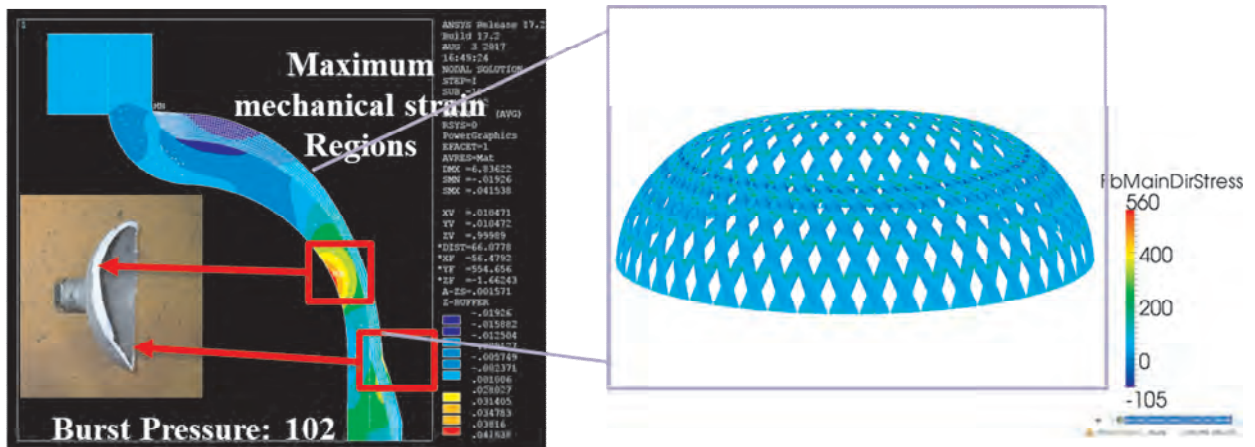 1
ANSYS Release 17.2
Build 17.2
AUG 3 2017
16:49:24
NODAL SOLUTION
STEP=1
(AVG)
RSYS=0
PowerGraphics
EFACET=1
AVRES=Mat
DMX =6.83622
SMN =-.01926
SMX =.041538
XV =.010471
YV =.010472
ZV =.99989
*DIST=66.0778
*XF =-56.4792
*YF =554.656
*ZF =-1.66243
A-ZS=.001571
Z-BUFFER
-.01926
-.015882
-.012504
-.005749
-.002371
.001006
.028027
.031405
.034783
.03816
.041538
Maximum
mechanical strain
Regions
MN
Burst Pressure: 102
FbMainDirStress
560
400
200
0
-105